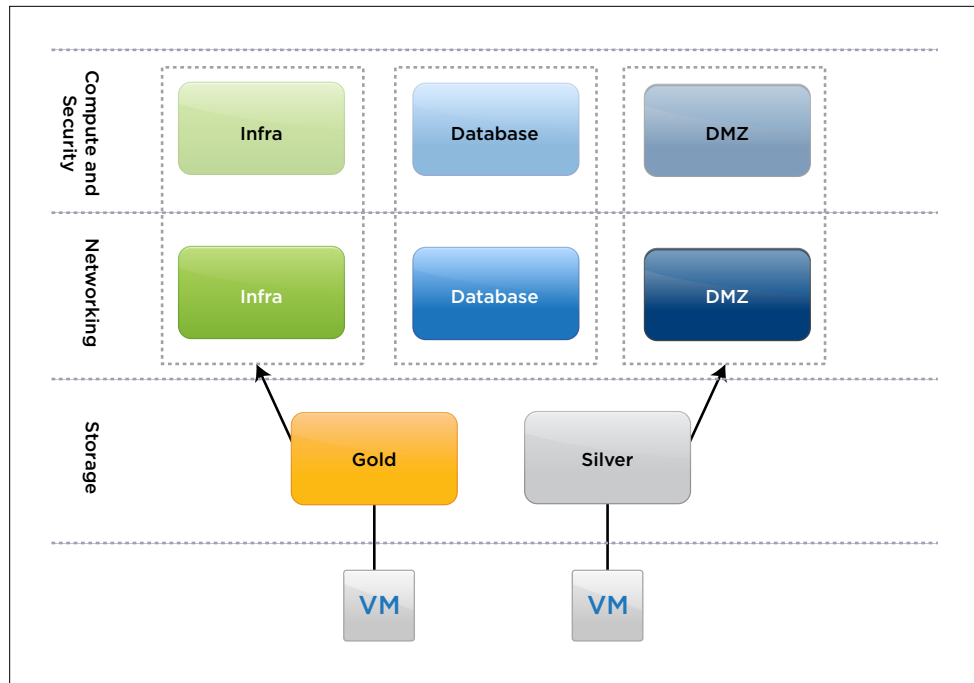 Compute and
Security
Infra
Database
DMZ
Networking
Infra
Database
DMZ
Storage
Gold
Silver
VM
VM